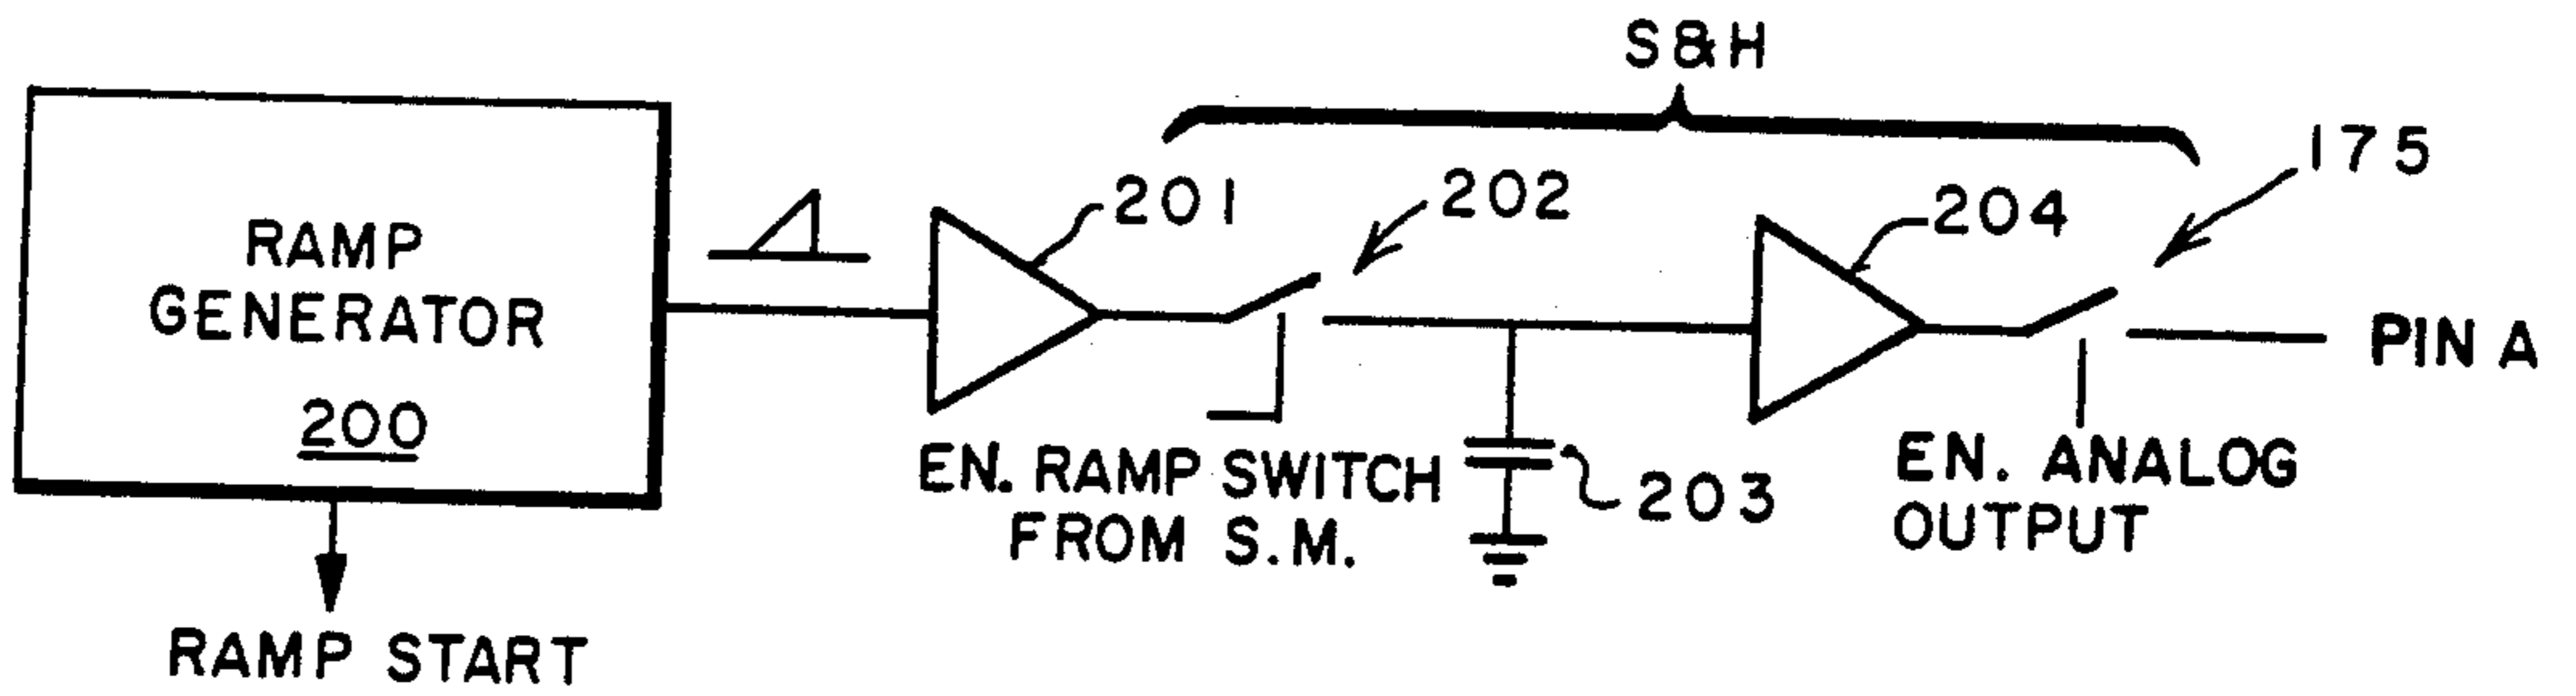 S&H
175
201
202
204
RAMP
GENERATOR
200
PIN A
EN. RAMP SWITCH
FROM S.M.
203
EN. ANALOG
OUTPUT
RAMP START